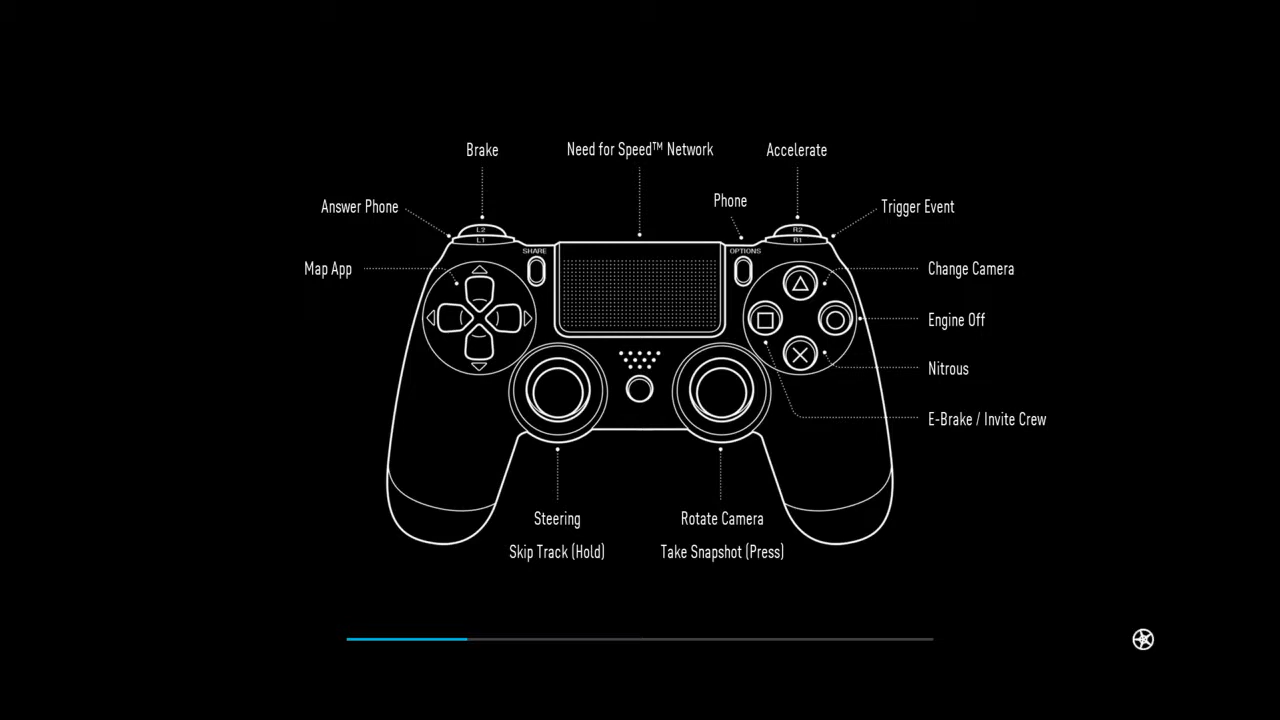 Brake
Need for Speed™ Network
Accelerate
Phone
Answer Phone
Trigger Event
L2
R2
L1
R1
SHARE
OPTIONS
Map App
Change Camera
Engine Off
Nitrous
E-Brake / Invite Crew
Steering
Rotate Camera
Skip Track (Hold)
Take Snapshot (Press)